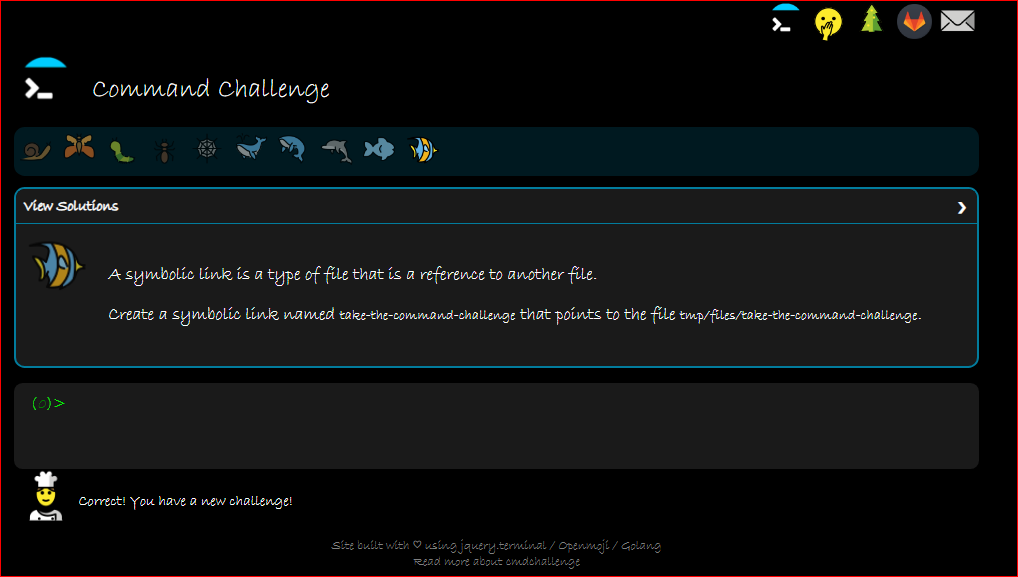 Command Challenge
View Solutions
A symbolic link is a type of file that is a reference to another file.
Create a symbolic link named take-the-command-challenge that points to the file tmp/files/take-the-command-challenge.
(0)>
Correct! You have a new challenge!
Site built with ♡ using jquery.terminal / Openmoji / Golang
Read more about cmdchallenge